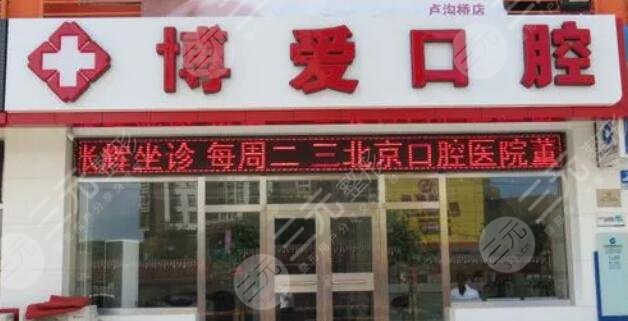 卢沟桥店
博爱口腔
张辉坐诊 每周二 三北京口腔医院董